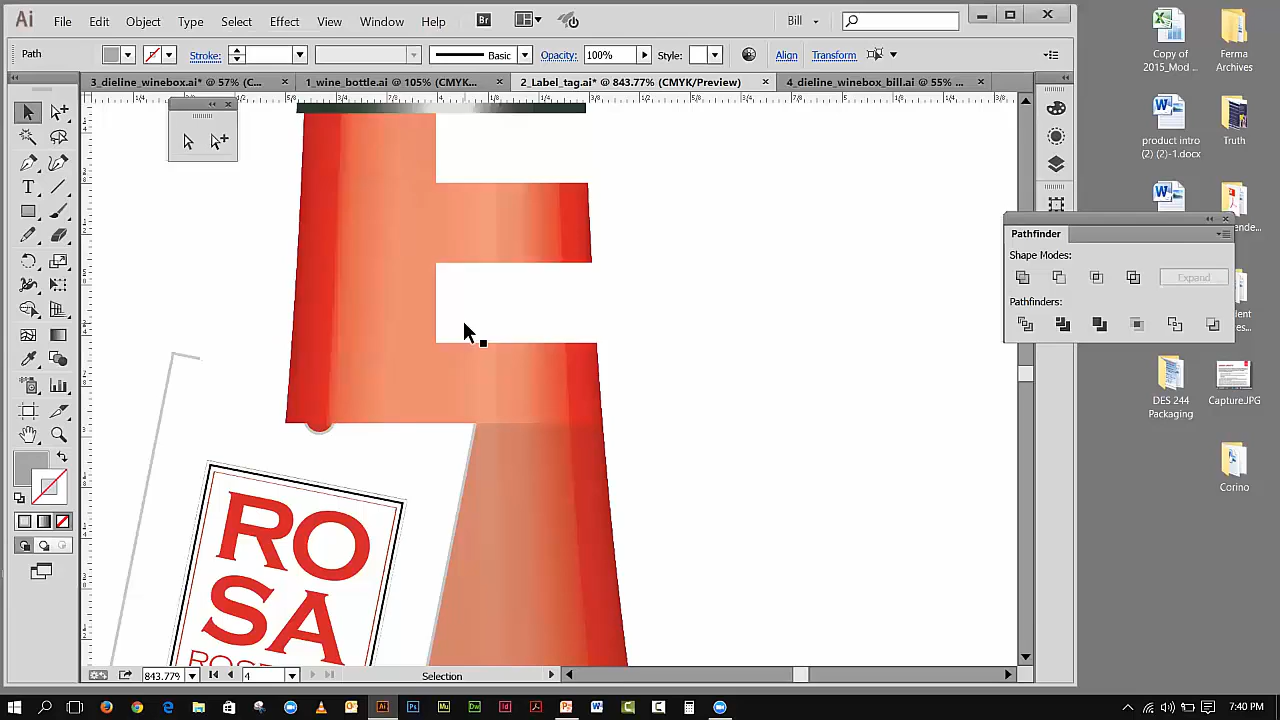 Ai File Edit Object Type Select Effect View Window Help Br Bill
Path Stroke: Basic Opacity: 100% Style: Align Transform
3_dieline_winebox.ai* @ 57% (C... 1_wine_bottle.ai @ 105% (CMYK... 2_Label_tag.ai* @ 843.77% (CMYK/Preview) 4_dieline_winebox_bill.ai @ 55% ...
Copy of
2015_Mod ...
Ferma
Archives
product intro
(2) (2)-1.docx
Truth
Pathfinder
Shape Modes:
Expand
Pathfinders:
DES 244
Packaging
CaptureJPG
Corino
RO
SA
843.77% 4 Selection
7:40 PM